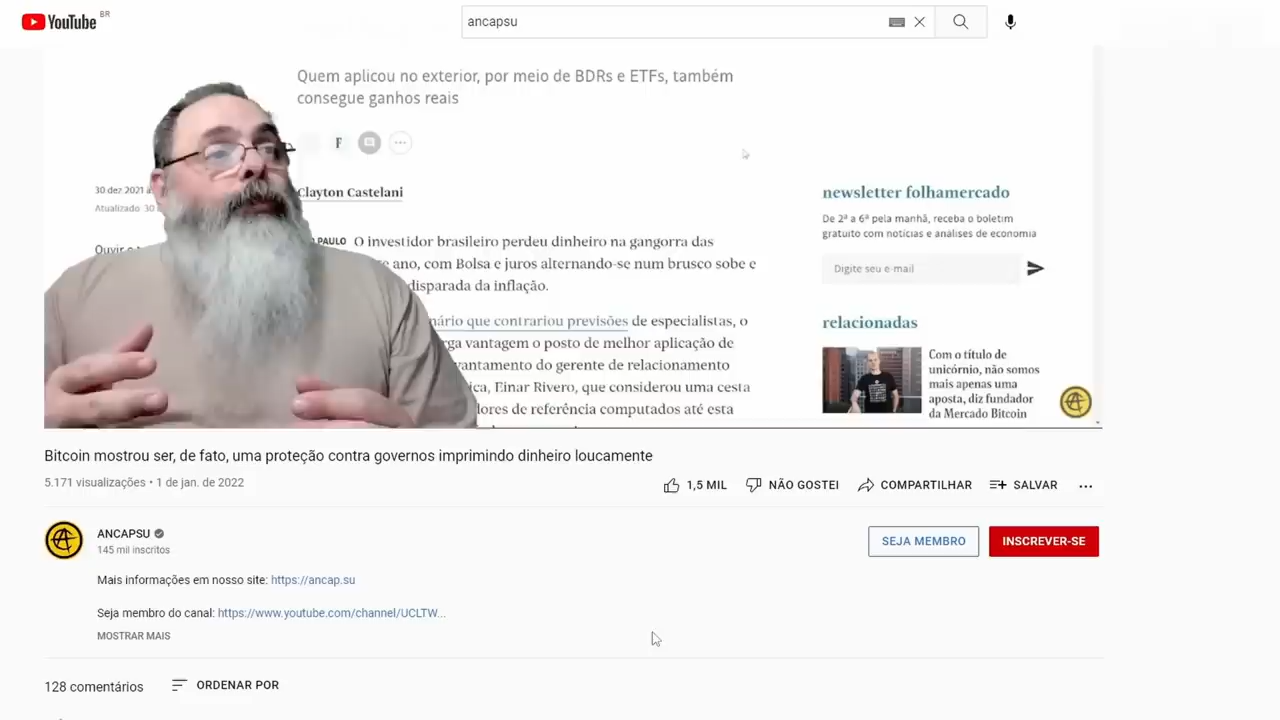 YouTube BR
ancapsu
Quem aplicou no exterior, por meio de BDRs e ETFs, também
consegue ganhos reais
F
Clayton Castelani
30 dez 2021
Atualizado 30
PAULO O investidor brasileiro perdeu dinheiro na gangorra das
ano, com Bolsa e juros alternando-se num brusco sobe e
disparada da inflação.
que contrariou previsões de especialistas, o
vantagem o posto de melhor aplicação de
do gerente de relacionamento
Einar Rivero, que considerou uma cesta
de referência computados até esta
newsletter folhamercado
De 2ª a 6ª pela manhã, receba o boletim
gratuito com notícias e análises de economia
Digite seu e-mail
relacionadas
Com o título de
unicórnio, não somos
mais apenas uma
aposta, diz fundador
da Mercado Bitcoin
Bitcoin mostrou ser, de fato, uma proteção contra governos imprimindo dinheiro loucamente
5.171 visualizações • 1 de jan. de 2022
1,5 MIL
NÃO GOSTEI
COMPARTILHAR
SALVAR
ANCAPSU
145 mil inscritos
SEJA MEMBRO
INSCREVER-SE
Mais informações em nosso site: https://ancap.su
Seja membro do canal: https://www.youtube.com/channel/UCLTW...
MOSTRAR MAIS
128 comentários
ORDENAR POR